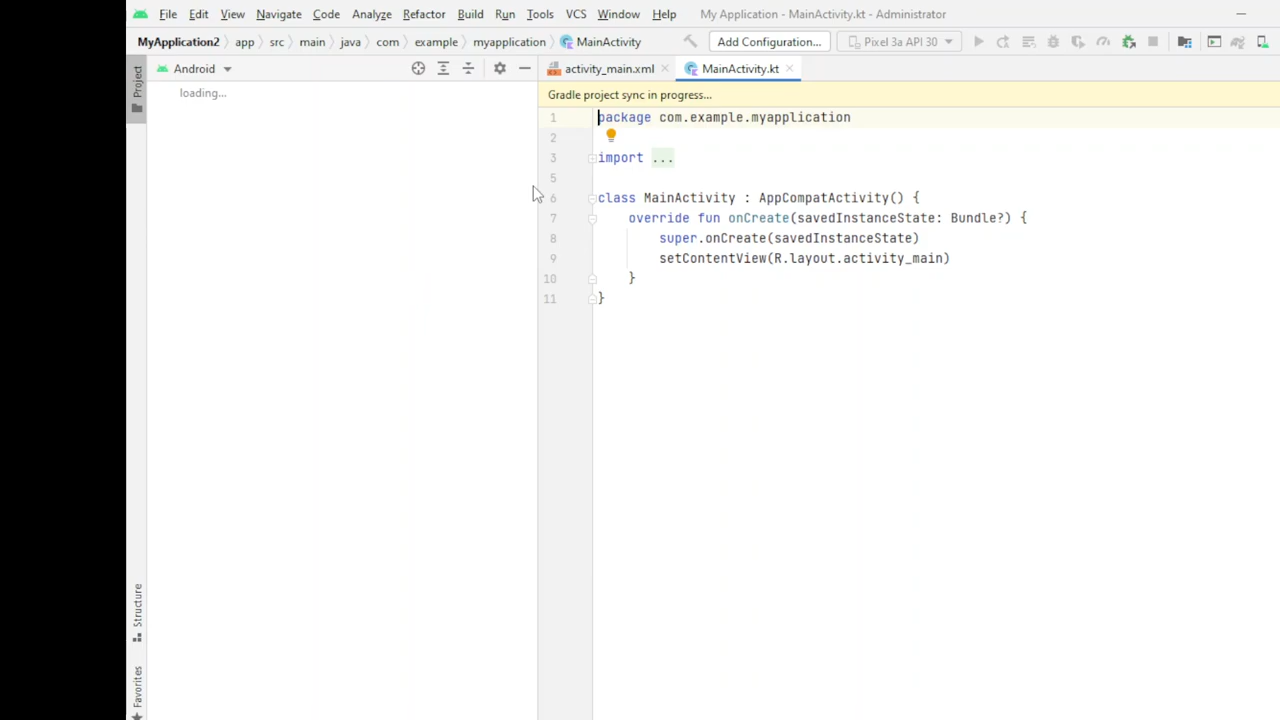 File Edit View Navigate Code Analyze Refactor Build Run Tools VCS Window Help My Application - MainActivity.kt - Administrator
MyApplication2 app src main java com example myapplication MainActivity Add Configuration... Pixel 3a API 30
Project
Android
activity_main.xml MainActivity.kt
loading...
Gradle project sync in progress...
1 package com.example.myapplication
2
3 import ...
5
6 class MainActivity : AppCompatActivity() {
7 override fun onCreate(savedInstanceState: Bundle?) {
8 super.onCreate(savedInstanceState)
9 setContentView(R.layout.activity_main)
10 }
11 }
Structure
Favorites